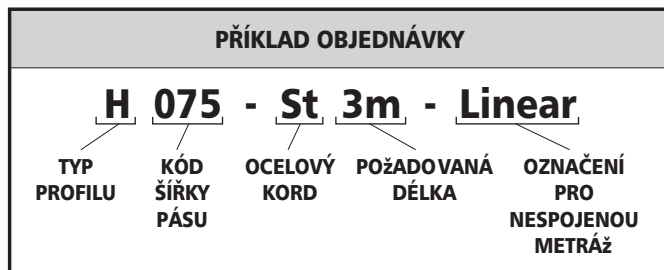 PŘÍKLAD OBJEDNÁVKY
H 075 - St 3m - Linear
TYP PROFILU
KÓD ŠÍŘKY PÁSU
OCELOVÝ KORD
POžADOVANÁ DÉLKA
OZNAČENÍ PRO NESPOJENOU METRÁž